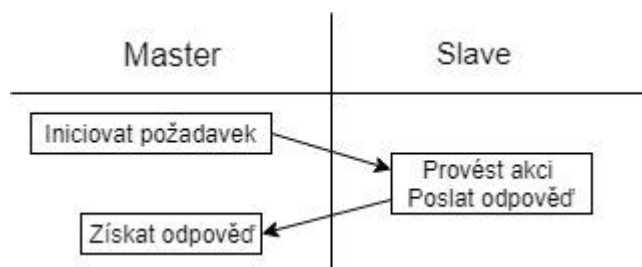 Master
Slave
Iniciovat požadavek
Provést akci
Poslat odpověď
Získat odpověď